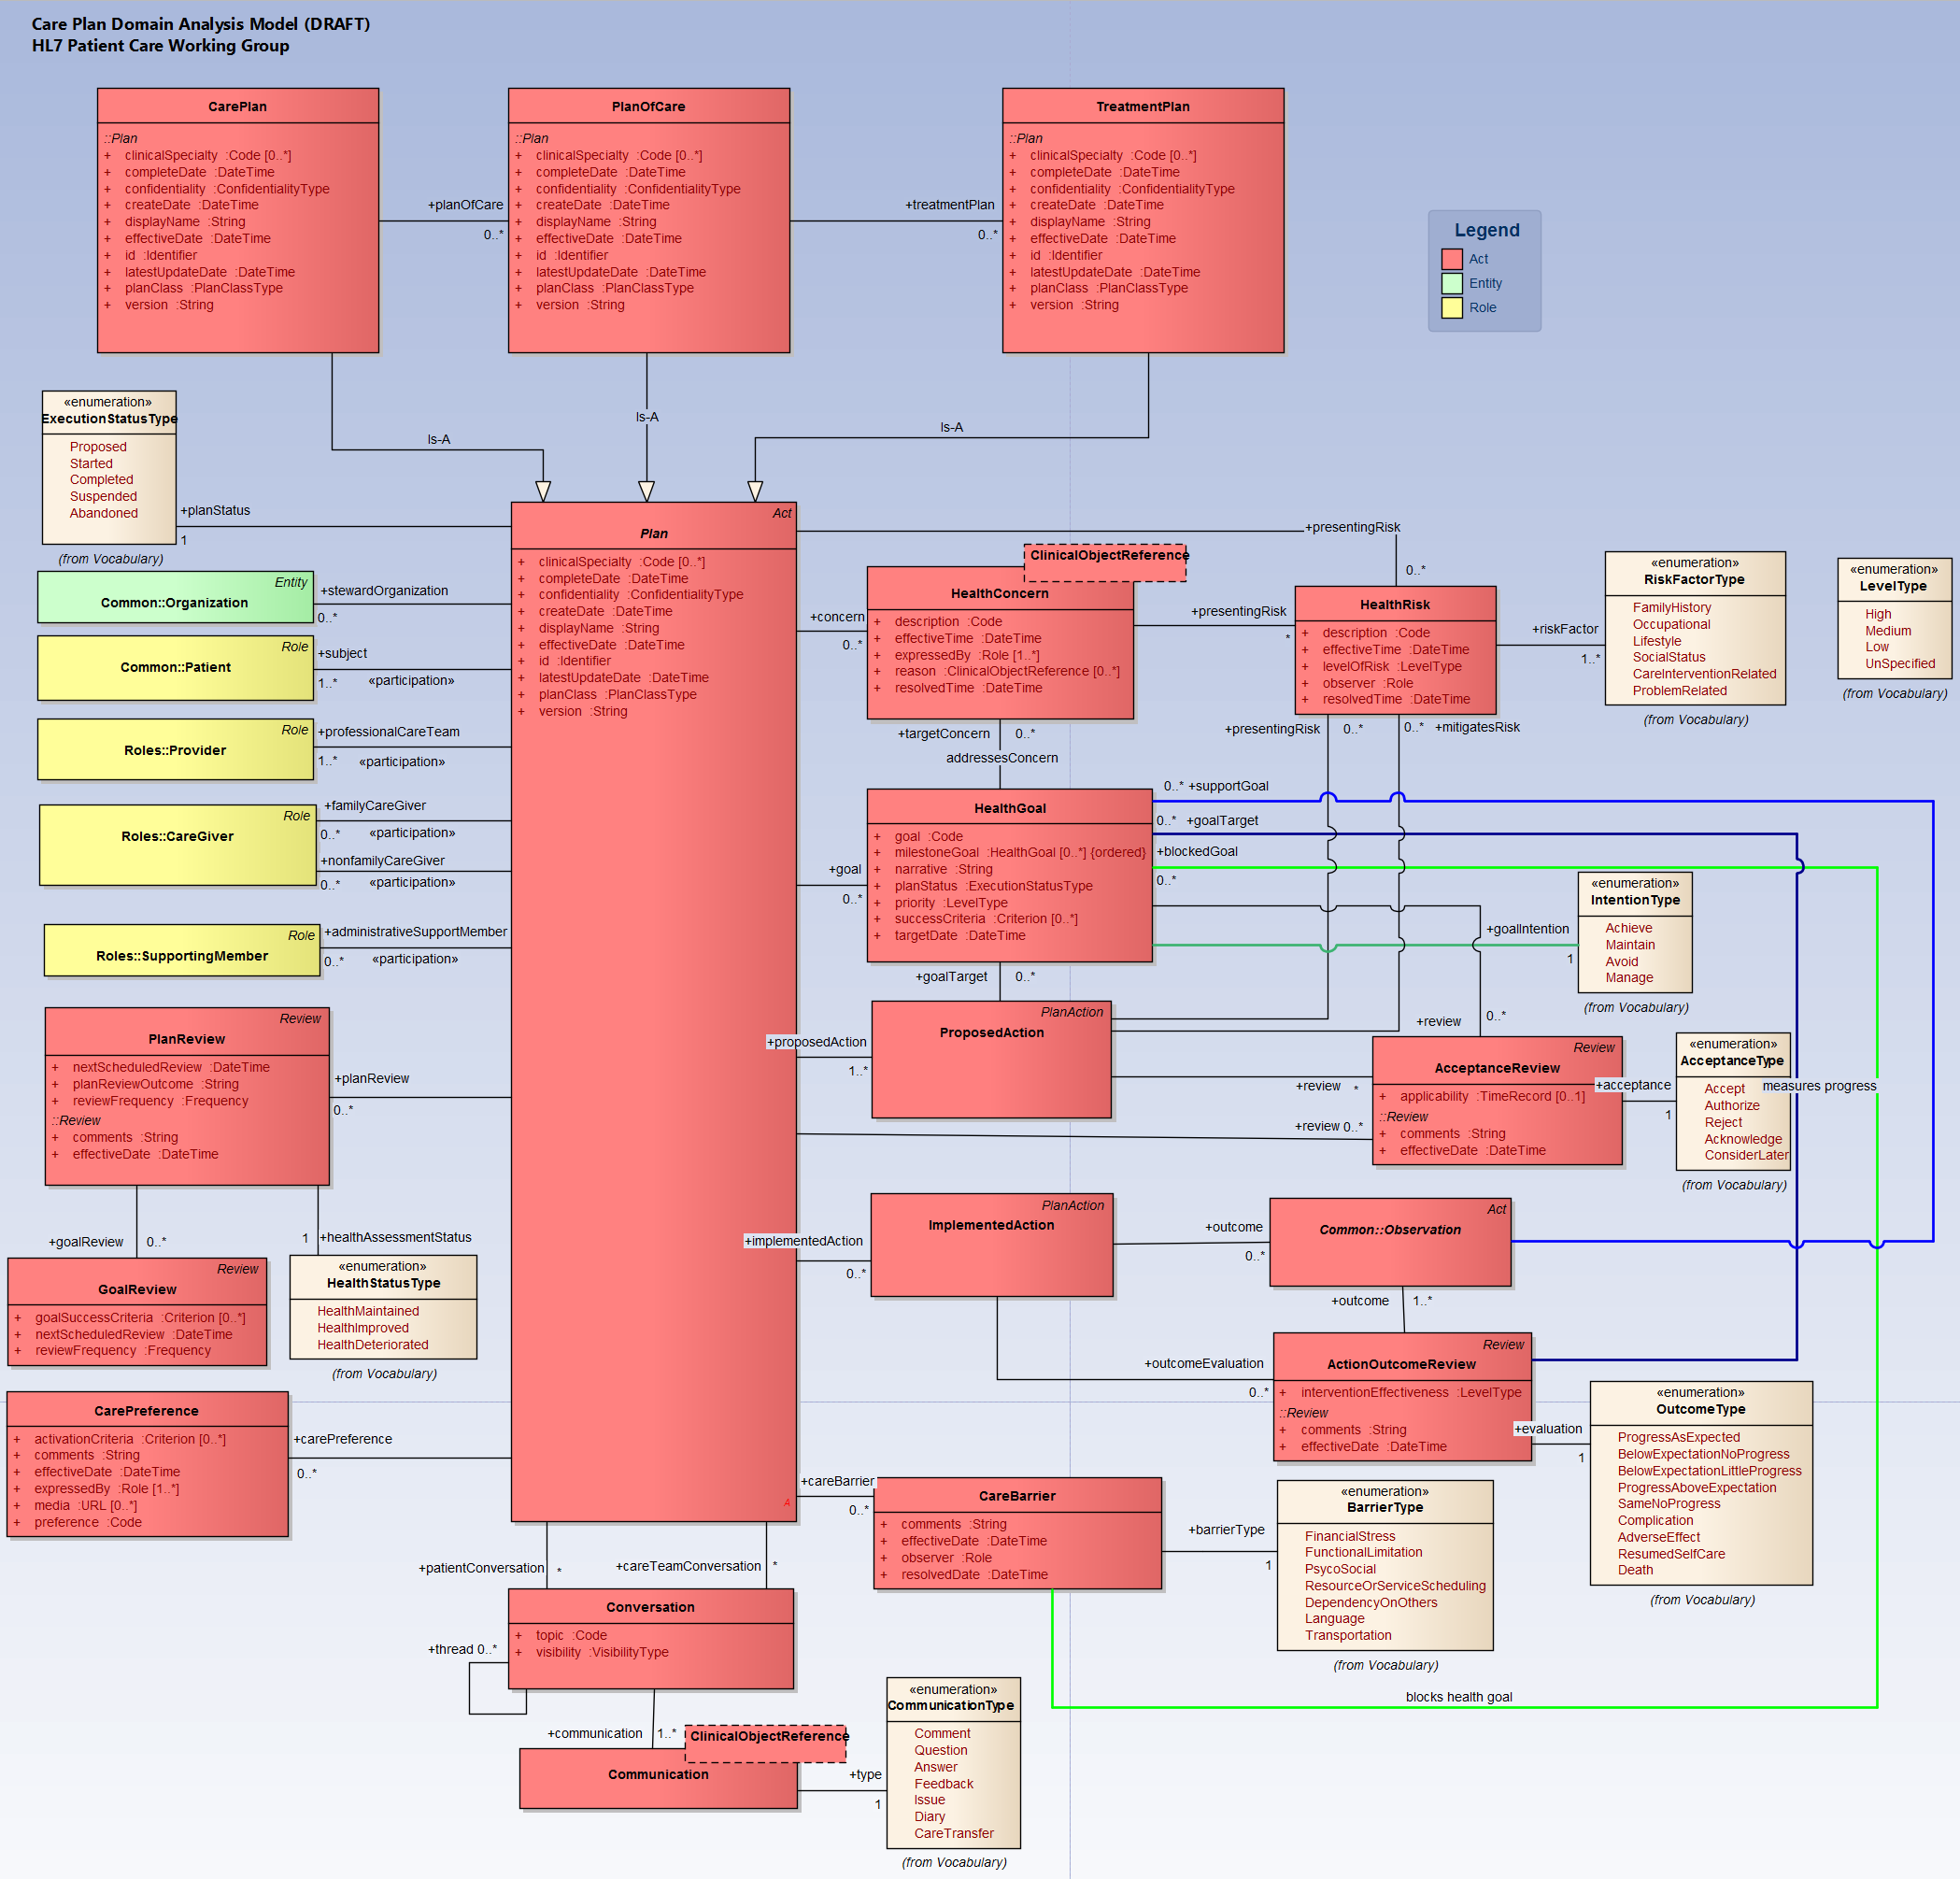 Care Plan Domain Analysis Model (DRAFT)
HL7 Patient Care Working Group
CarePlan
::Plan
+ clinicalSpecialty :Code [0..*]
+ completeDate :DateTime
+ confidentiality :ConfidentialityType
+ createDate :DateTime
+ displayName :String
+ effectiveDate :DateTime
+ id :Identifier
+ latestUpdateDate :DateTime
+ planClass :PlanClassType
+ version :String
+planOfCare
0..*
PlanOfCare
::Plan
+ clinicalSpecialty :Code [0..*]
+ completeDate :DateTime
+ confidentiality :ConfidentialityType
+ createDate :DateTime
+ displayName :String
+ effectiveDate :DateTime
+ id :Identifier
+ latestUpdateDate :DateTime
+ planClass :PlanClassType
+ version :String
+treatmentPlan
0..*
TreatmentPlan
::Plan
+ clinicalSpecialty :Code [0..*]
+ completeDate :DateTime
+ confidentiality :ConfidentialityType
+ createDate :DateTime
+ displayName :String
+ effectiveDate :DateTime
+ id :Identifier
+ latestUpdateDate :DateTime
+ planClass :PlanClassType
+ version :String
Legend
Act
Entity
Role
Is-A
Is-A
Is-A
«enumeration»
ExecutionStatusType
Proposed
Started
Completed
Suspended
Abandoned
(from Vocabulary)
+planStatus
1
Entity
Common::Organization
+stewardOrganization
0..*
Role
Common::Patient
+subject
1..*
«participation»
Role
Roles::Provider
+professionalCareTeam
1..*
«participation»
Role
Roles::CareGiver
+familyCareGiver
0..*
«participation»
+nonfamilyCareGiver
0..*
«participation»
Role
Roles::SupportingMember
+administrativeSupportMember
0..*
«participation»
Act
Plan
+ clinicalSpecialty :Code [0..*]
+ completeDate :DateTime
+ confidentiality :ConfidentialityType
+ createDate :DateTime
+ displayName :String
+ effectiveDate :DateTime
+ id :Identifier
+ latestUpdateDate :DateTime
+ planClass :PlanClassType
+ version :String
A
+presentingRisk
0..*
+concern
0..*
ClinicalObjectReference
HealthConcern
+ description :Code
+ effectiveTime :DateTime
+ expressedBy :Role [1..*]
+ reason :ClinicalObjectReference [0..*]
+ resolvedTime :DateTime
+presentingRisk
*
HealthRisk
+ description :Code
+ effectiveTime :DateTime
+ levelOfRisk :LevelType
+ observer :Role
+ resolvedTime :DateTime
+riskFactor
1..*
«enumeration»
RiskFactorType
FamilyHistory
Occupational
Lifestyle
SocialStatus
CareInterventionRelated
ProblemRelated
(from Vocabulary)
«enumeration»
LevelType
High
Medium
Low
UnSpecified
(from Vocabulary)
+targetConcern
0..*
addressesConcern
+presentingRisk
0..*
0..*
+mitigatesRisk
+goal
0..*
HealthGoal
+ goal :Code
+ milestoneGoal :HealthGoal [0..*] {ordered}
+ narrative :String
+ planStatus :ExecutionStatusType
+ priority :LevelType
+ successCriteria :Criterion [0..*]
+ targetDate :DateTime
0..* +supportGoal
0..* +goalTarget
+blockedGoal
0..*
+goalIntention
1
«enumeration»
IntentionType
Achieve
Maintain
Avoid
Manage
(from Vocabulary)
+goalTarget
0..*
+proposedAction
1..*
PlanAction
ProposedAction
+review
0..*
+review *
+review 0..*
Review
AcceptanceReview
+ applicability :TimeRecord [0..1]
::Review
+ comments :String
+ effectiveDate :DateTime
+acceptance
1
«enumeration»
AcceptanceType
Accept
Authorize
Reject
Acknowledge
ConsiderLater
(from Vocabulary)
measures progress
Review
PlanReview
+ nextScheduledReview :DateTime
+ planReviewOutcome :String
+ reviewFrequency :Frequency
::Review
+ comments :String
+ effectiveDate :DateTime
+planReview
0..*
+goalReview
0..*
1
+healthAssessmentStatus
Review
GoalReview
+ goalSuccessCriteria :Criterion [0..*]
+ nextScheduledReview :DateTime
+ reviewFrequency :Frequency
«enumeration»
HealthStatusType
HealthMaintained
HealthImproved
HealthDeteriorated
(from Vocabulary)
+implementedAction
0..*
PlanAction
ImplementedAction
+outcome
0..*
Act
Common::Observation
+outcome
1..*
+outcomeEvaluation
0..*
Review
ActionOutcomeReview
+ interventionEffectiveness :LevelType
::Review
+ comments :String
+ effectiveDate :DateTime
+evaluation
1
«enumeration»
OutcomeType
ProgressAsExpected
BelowExpectationNoProgress
BelowExpectationLittleProgress
ProgressAboveExpectation
SameNoProgress
Complication
AdverseEffect
ResumedSelfCare
Death
(from Vocabulary)
CarePreference
+ activationCriteria :Criterion [0..*]
+ comments :String
+ effectiveDate :DateTime
+ expressedBy :Role [1..*]
+ media :URL [0..*]
+ preference :Code
+carePreference
0..*
+careBarrier
0..*
CareBarrier
+ comments :String
+ effectiveDate :DateTime
+ observer :Role
+ resolvedDate :DateTime
+barrierType
1
«enumeration»
BarrierType
FinancialStress
FunctionalLimitation
PsycoSocial
ResourceOrServiceScheduling
DependencyOnOthers
Language
Transportation
(from Vocabulary)
blocks health goal
+patientConversation
*
+careTeamConversation
*
Conversation
+ topic :Code
+ visibility :VisibilityType
+thread 0..*
+communication
1..*
ClinicalObjectReference
Communication
+type
1
«enumeration»
CommunicationType
Comment
Question
Answer
Feedback
Issue
Diary
CareTransfer
(from Vocabulary)